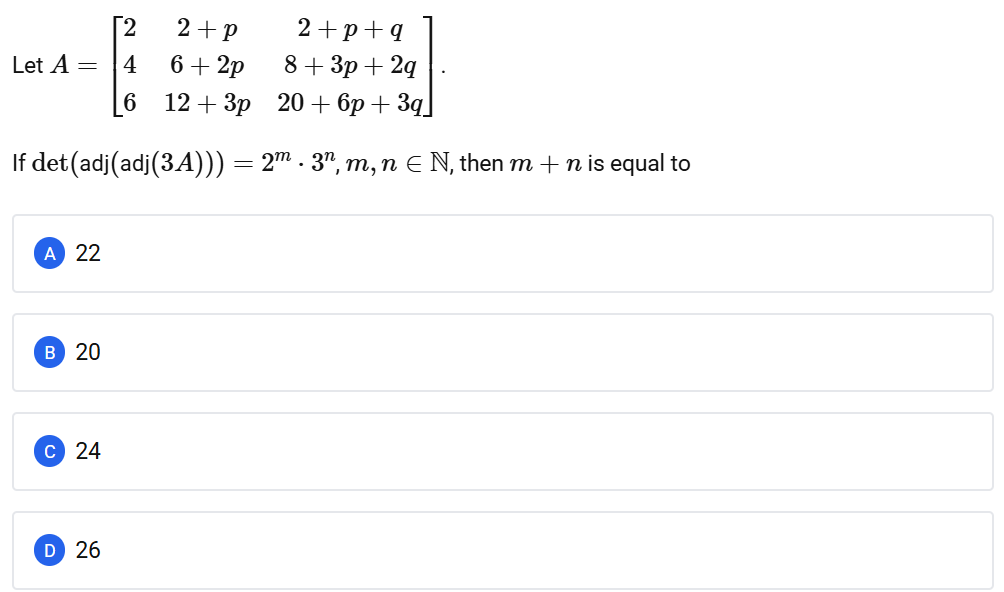 Let $A = \begin{bmatrix} 2 & 2+p & 2+p+q \\ 4 & 6+2p & 8+3p+2q \\ 6 & 12+3p & 20+6p+3q \end{bmatrix}$.
If $\det(\text{adj}(\text{adj}(3A))) = 2^m \cdot 3^n$, $m, n \in \mathbb{N}$, then $m + n$ is equal to
A 22
B 20
C 24
D 26